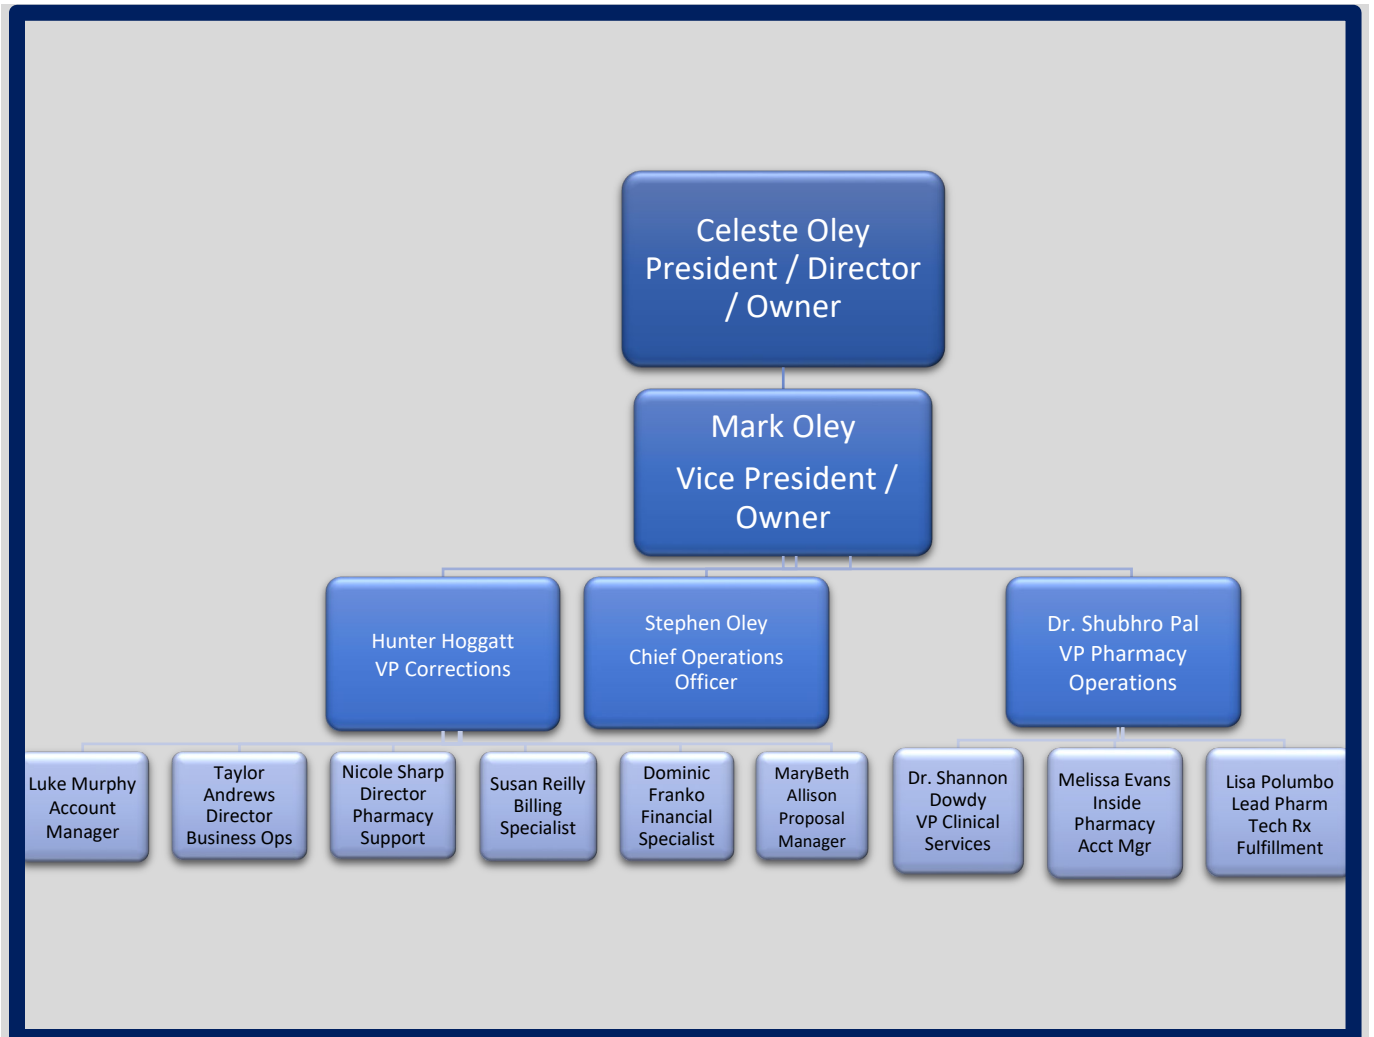 Celeste Oley
President / Director
/ Owner
Mark Oley
Vice President /
Owner
Hunter Hoggatt
VP Corrections
Stephen Oley
Chief Operations
Officer
Dr. Shubhro Pal
VP Pharmacy
Operations
Luke Murphy
Account
Manager
Taylor
Andrews
Director
Business Ops
Nicole Sharp
Director
Pharmacy
Support
Susan Reilly
Billing
Specialist
Dominic
Franko
Financial
Specialist
MaryBeth
Allison
Proposal
Manager
Dr. Shannon
Dowdy
VP Clinical
Services
Melissa Evans
Inside
Pharmacy
Acct Mgr
Lisa Polumbo
Lead Pharm
Tech Rx
Fulfillment